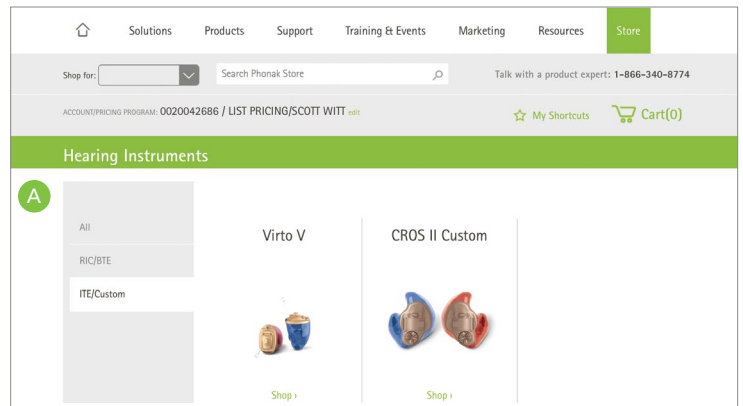 Solutions Products Support Training & Events Marketing Resources Store
Shop for: Search Phonak Store Talk with a product expert: 1-866-340-8774
ACCOUNT/PRICING PROGRAM: 0020042686 / LIST PRICING/SCOTT WITT edit My Shortcuts Cart(0)
Hearing Instruments
A
All
RIC/BTE
ITE/Custom
Virto V
CROS II Custom
Shop ›
Shop ›